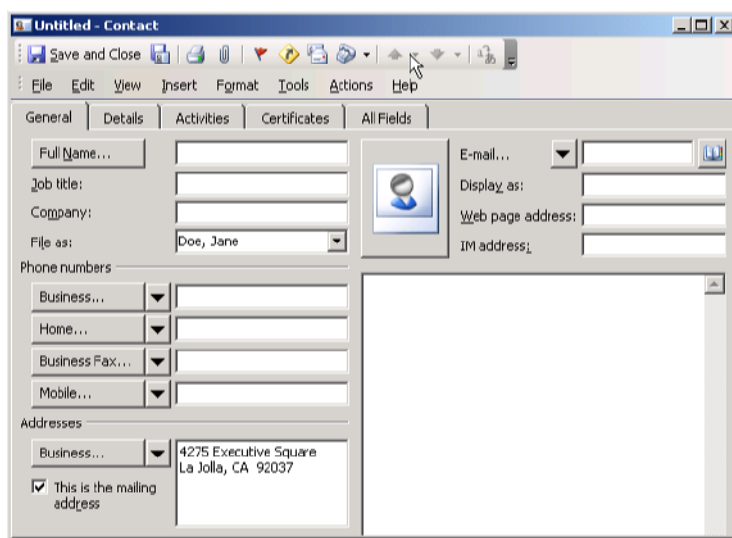 Untitled - Contact
Save and Close
File Edit View Insert Format Tools Actions Help
General Details Activities Certificates All Fields
Full Name...
Job title:
Company:
File as: Doe, Jane
E-mail...
Display as:
Web page address:
IM address:
Phone numbers
Business...
Home...
Business Fax...
Mobile...
Addresses
Business... 4275 Executive Square
La Jolla, CA 92037
This is the mailing
address